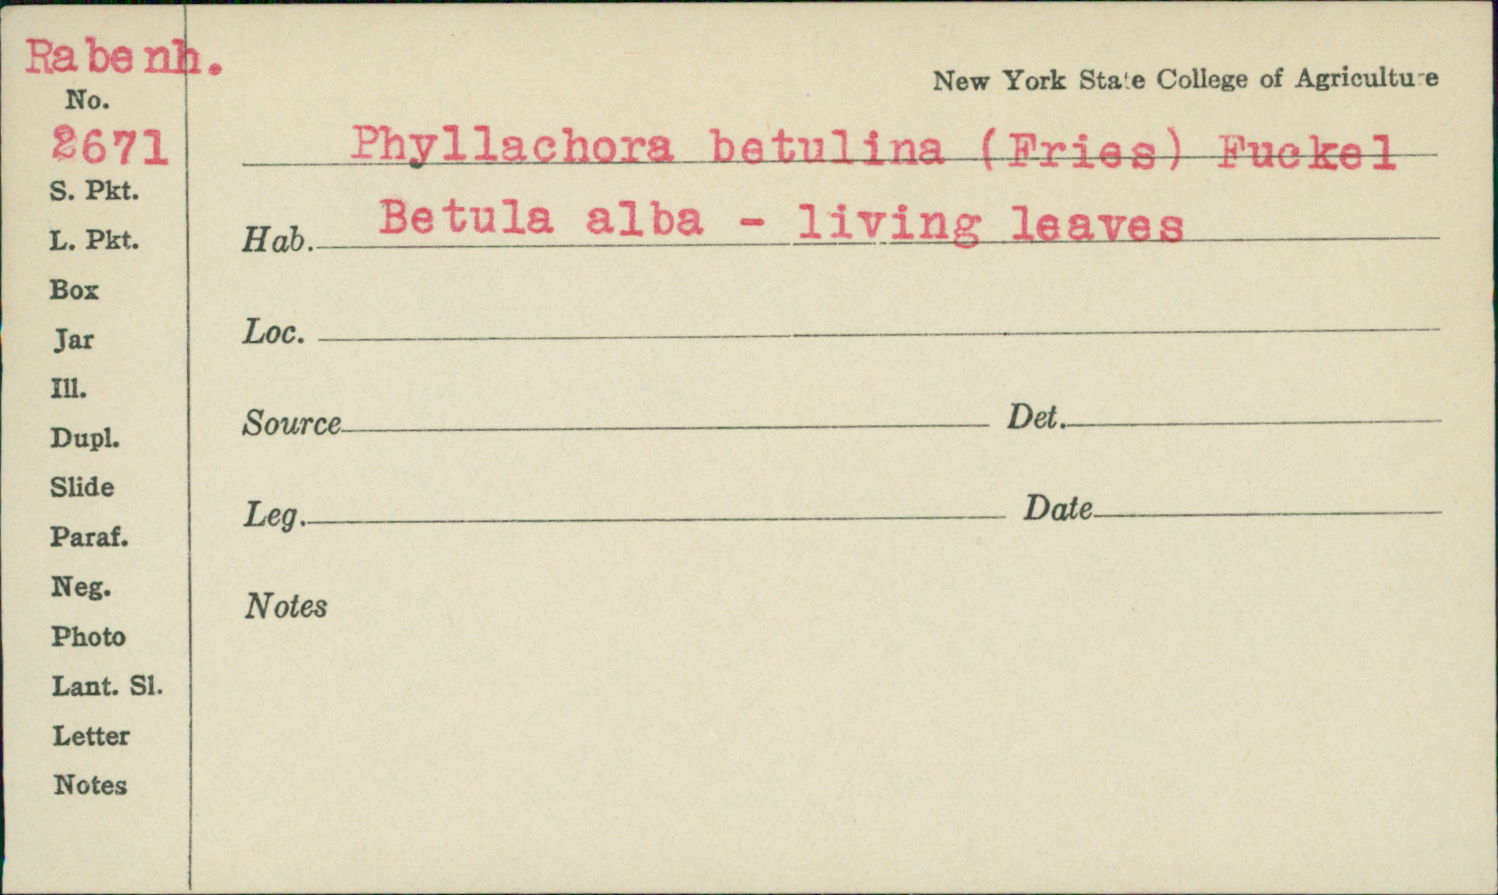 Rabenh.
New York State College of Agriculture
No.
2671
Phyllachora betulina (Fries) Fuckel
S. Pkt.
Hab. Betula alba - living leaves
L. Pkt.
Box
Loc.
Jar
Ill.
Source Det.
Dupl.
Slide
Leg. Date
Paraf.
Neg.
Notes
Photo
Lant. Sl.
Letter
Notes